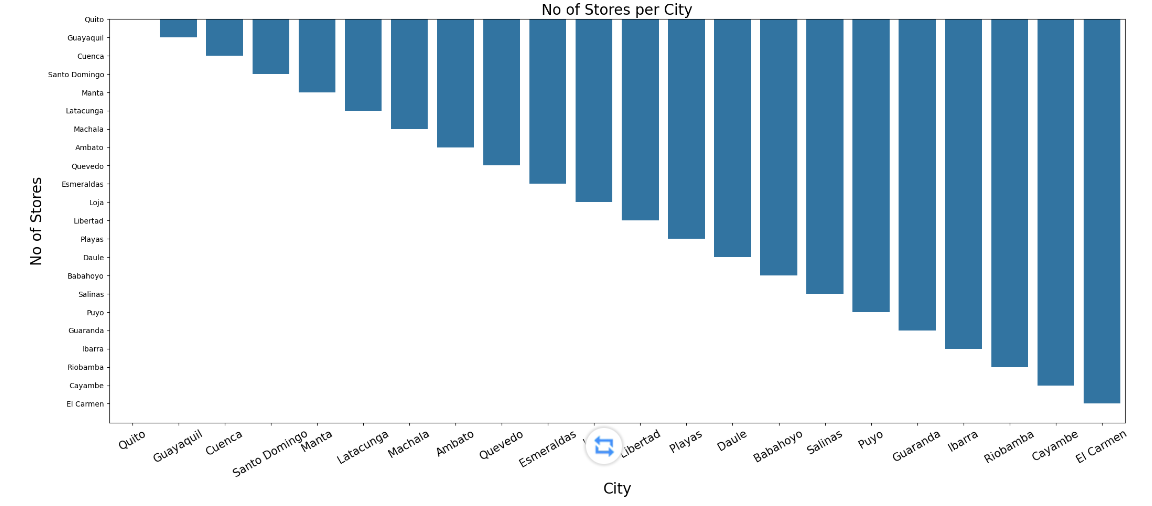 No of Stores per City
Quito
Guayaquil
Cuenca
Santo Domingo
Manta
Latacunga
Machala
Ambato
Quevedo
Esmeraldas
Loja
Libertad
Playas
Daule
Babahoyo
Salinas
Puyo
Guaranda
Ibarra
Riobamba
Cayambe
El Carmen
No of Stores
Quito
Guayaquil
Cuenca
Santo Domingo
Manta
Latacunga
Machala
Ambato
Quevedo
Esmeraldas
Libertad
Playas
Daule
Babahoyo
Salinas
Puyo
Guaranda
Ibarra
Riobamba
Cayambe
El Carmen
City